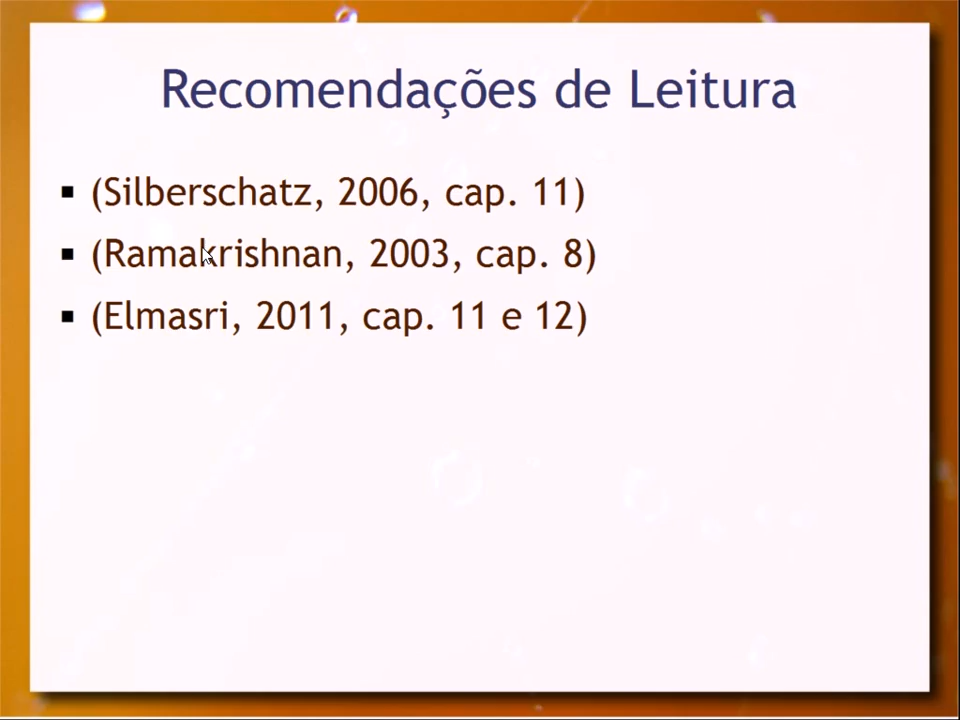 Recomendações de Leitura
(Silberschatz, 2006, cap. 11)
(Ramakrishnan, 2003, cap. 8)
(Elmasri, 2011, cap. 11 e 12)